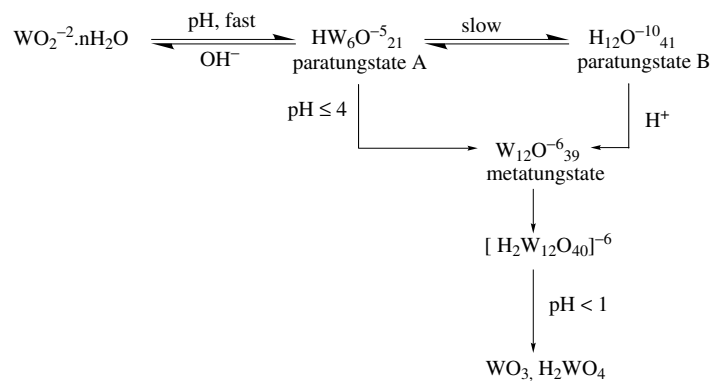 WO₂⁻².nH₂O
pH, fast
OH⁻
HW₆O⁻⁵₂₁
paratungstate A
slow
H₁₂O⁻¹⁰₄₁
paratungstate B
pH ≤ 4
H⁺
W₁₂O⁻⁶₃₉
metatungstate
[ H₂W₁₂O₄₀]⁻⁶
pH < 1
WO₃, H₂WO₄